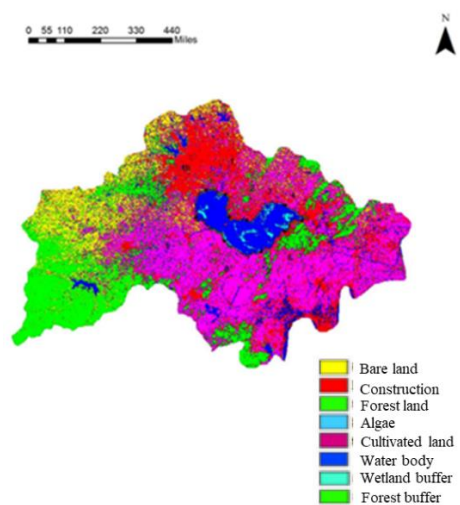 N
0 55 110 220 330 440
Miles
Bare land
Construction
Forest land
Algae
Cultivated land
Water body
Wetland buffer
Forest buffer